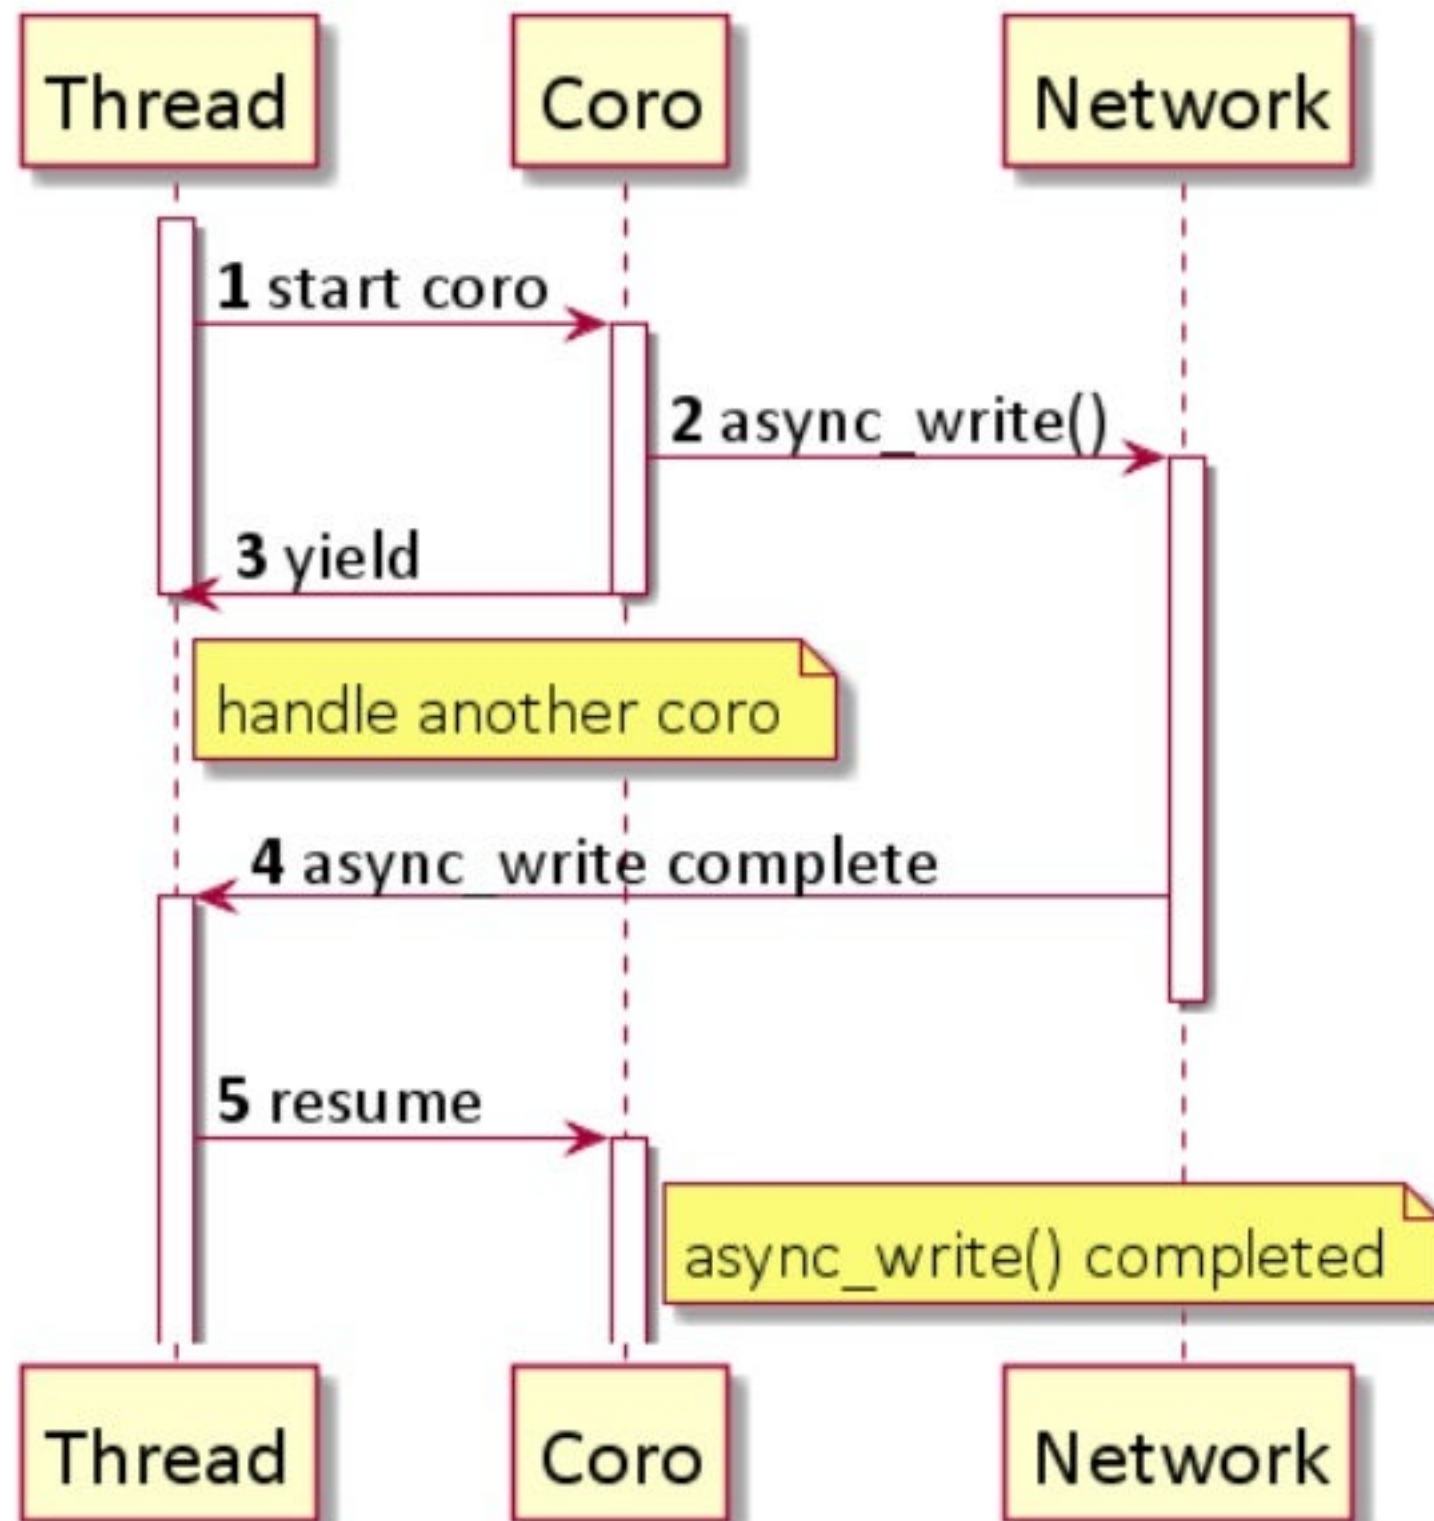 Thread
Coro
Network
1 start coro
2 async_write()
3 yield
handle another coro
4 async_write complete
5 resume
async_write() completed
Thread
Coro
Network